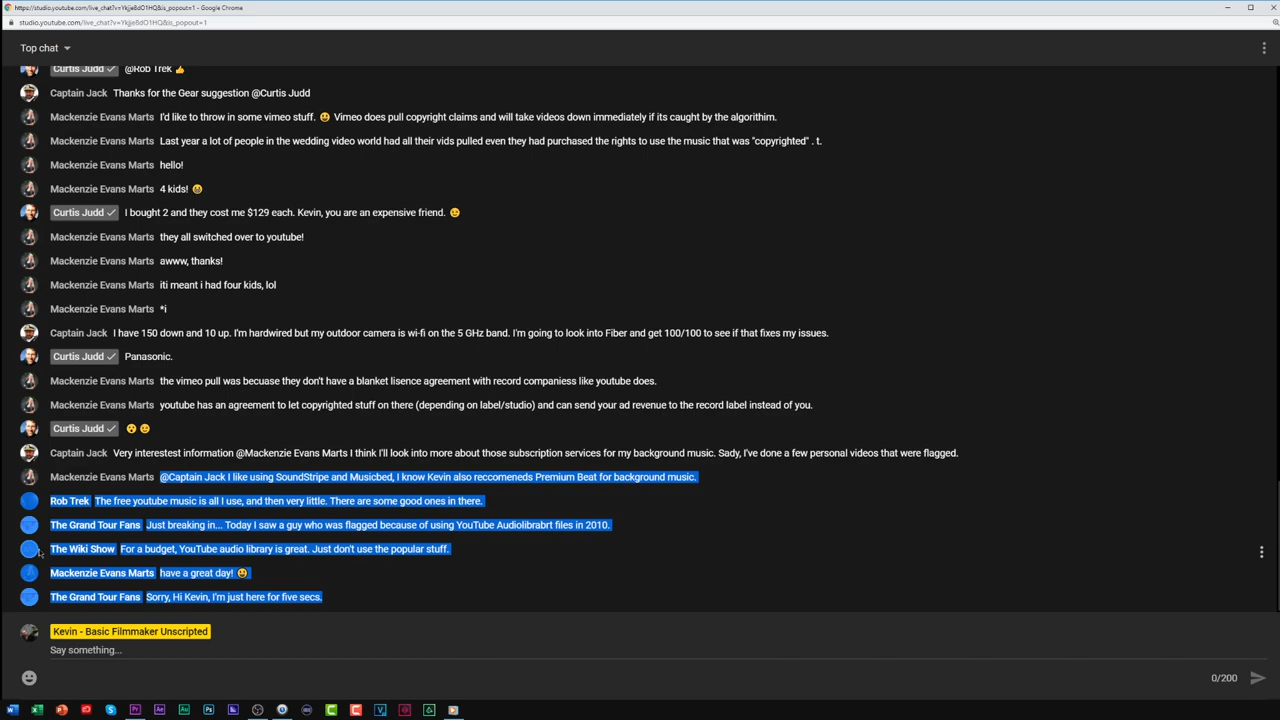 https://studio.youtube.com/live_chat?v=Ykjje8dO1HQ&is_popout=1 - Google Chrome
studio.youtube.com/live_chat?v=Ykjje8dO1HQ&is_popout=1
Top chat
Curtis Judd @Rob Trek 👍
Captain Jack Thanks for the Gear suggestion @Curtis Judd
Mackenzie Evans Marts I'd like to throw in some vimeo stuff. 😃 Vimeo does pull copyright claims and will take videos down immediately if its caught by the algorithim.
Mackenzie Evans Marts Last year a lot of people in the wedding video world had all their vids pulled even they had purchased the rights to use the music that was "copyrighted" . t.
Mackenzie Evans Marts hello!
Mackenzie Evans Marts 4 kids! 😆
Curtis Judd I bought 2 and they cost me $129 each. Kevin, you are an expensive friend. 😉
Mackenzie Evans Marts they all switched over to youtube!
Mackenzie Evans Marts awww, thanks!
Mackenzie Evans Marts iti meant i had four kids, lol
Mackenzie Evans Marts *i
Captain Jack I have 150 down and 10 up. I'm hardwired but my outdoor camera is wi-fi on the 5 GHz band. I'm going to look into Fiber and get 100/100 to see if that fixes my issues.
Curtis Judd Panasonic.
Mackenzie Evans Marts the vimeo pull was becuase they don't have a blanket lisence agreement with record companiess like youtube does.
Mackenzie Evans Marts youtube has an agreement to let copyrighted stuff on there (depending on label/studio) and can send your ad revenue to the record label instead of you.
Curtis Judd 😮 😉
Captain Jack Very interestest information @Mackenzie Evans Marts I think I'll look into more about those subscription services for my background music. Sady, I've done a few personal videos that were flagged.
Mackenzie Evans Marts @Captain Jack I like using SoundStripe and Musicbed, I know Kevin also reccomeneds Premium Beat for background music.
Rob Trek The free youtube music is all I use, and then very little. There are some good ones in there.
The Grand Tour Fans Just breaking in... Today I saw a guy who was flagged because of using YouTube Audiolibrabrt files in 2010.
The Wiki Show For a budget, YouTube audio library is great. Just don't use the popular stuff.
Mackenzie Evans Marts have a great day! 😃
The Grand Tour Fans Sorry, Hi Kevin, I'm just here for five secs.
Kevin - Basic Filmmaker Unscripted
Say something...
0/200